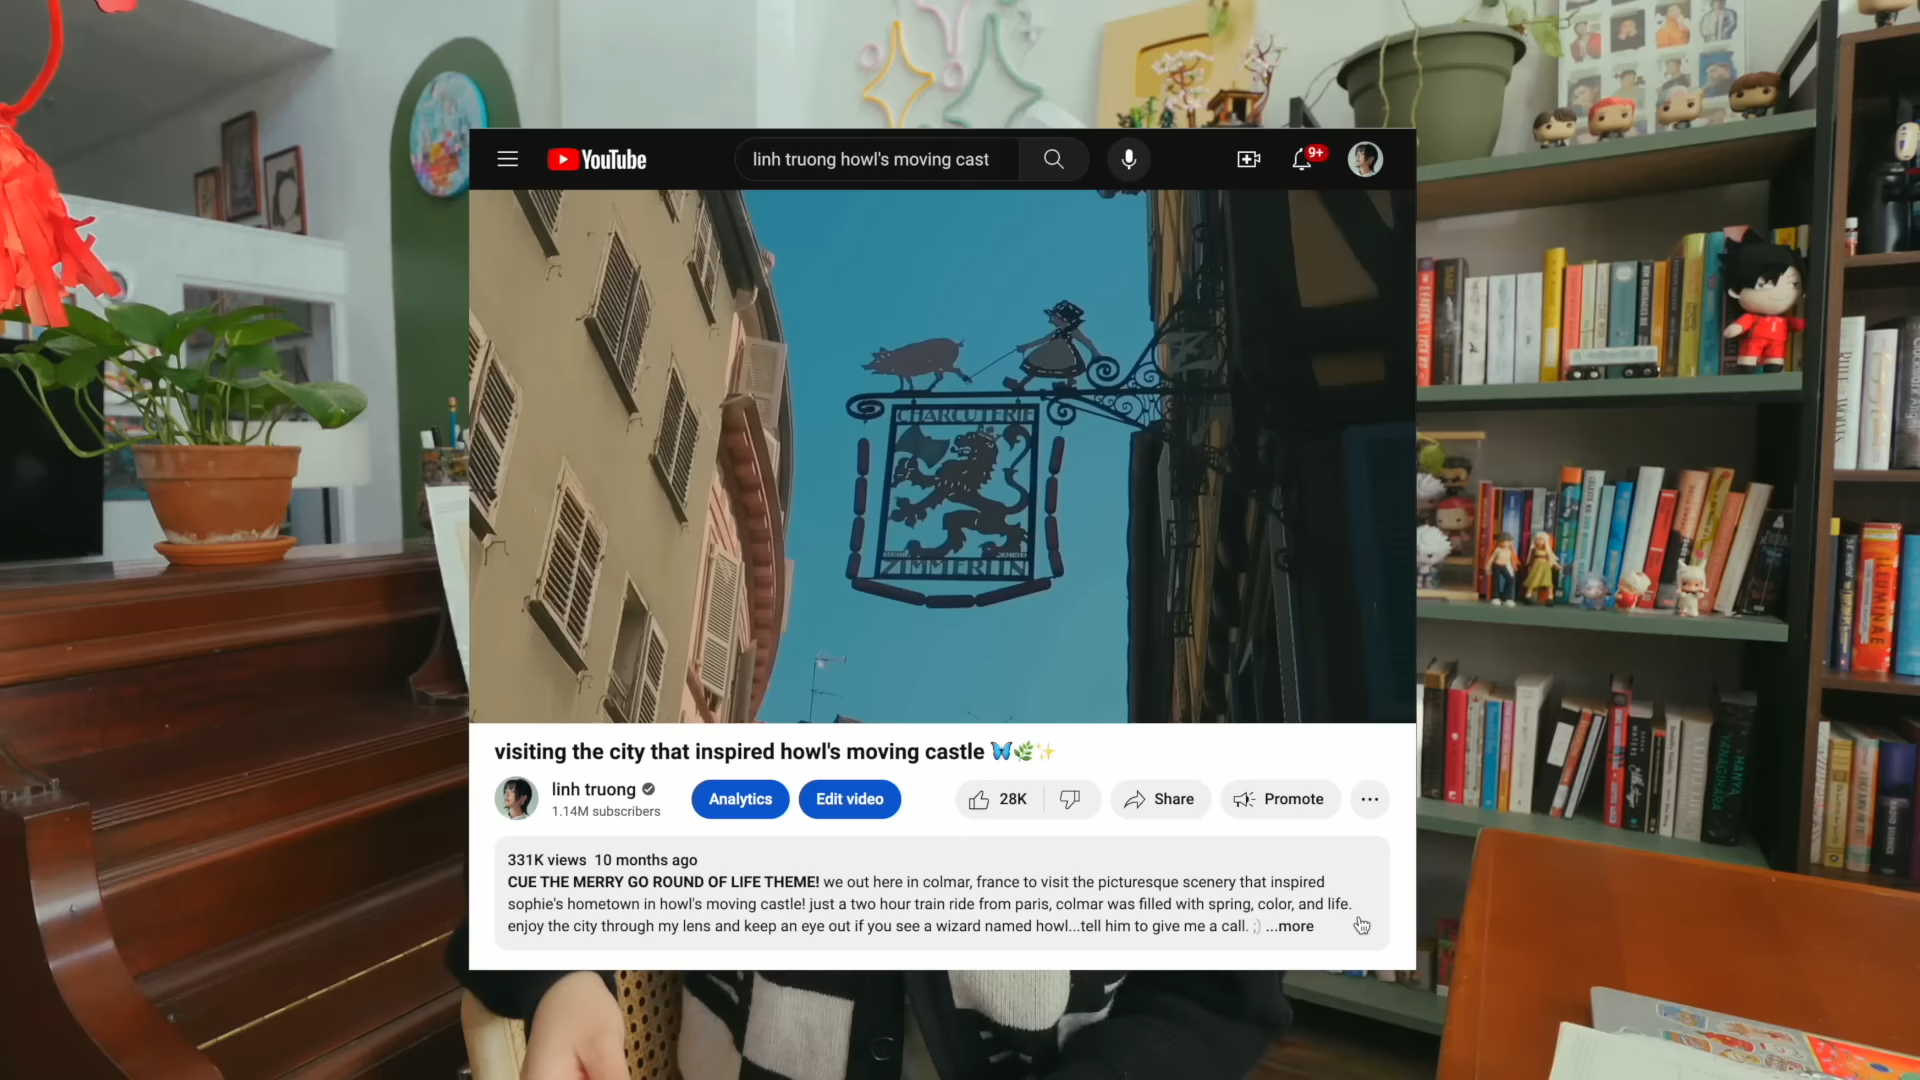 YouTube
linh truong howl's moving cast
9+
CHARCUTERIE
ZIMMERLIN
visiting the city that inspired howl's moving castle 🦋🌿✨
linh truong
1.14M subscribers
Analytics
Edit video
28K
Share
Promote
331K views 10 months ago
CUE THE MERRY GO ROUND OF LIFE THEME! we out here in colmar, france to visit the picturesque scenery that inspired
sophie's hometown in howl's moving castle! just a two hour train ride from paris, colmar was filled with spring, color, and life.
enjoy the city through my lens and keep an eye out if you see a wizard named howl...tell him to give me a call. ;) ...more
ILLUMINAE
HANYA
YANAGIHARA